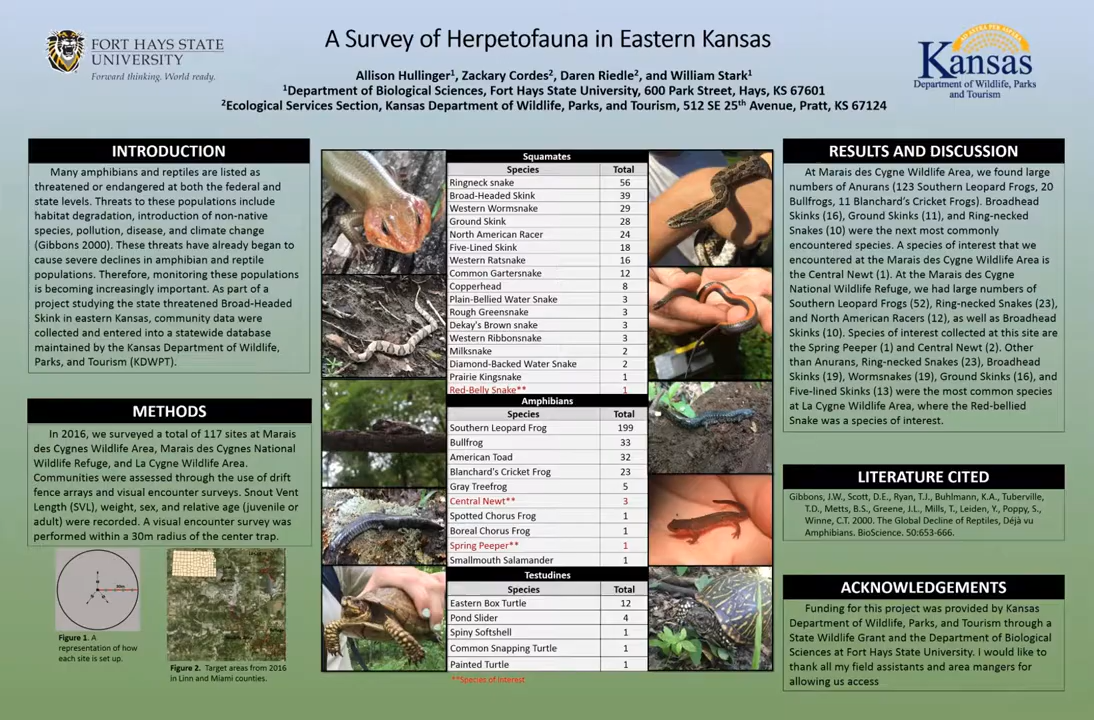 FORT HAYS STATE
UNIVERSITY
Forward thinking. World ready.
A Survey of Herpetofauna in Eastern Kansas
Allison Hullinger1, Zackary Cordes2, Daren Riedle2, and William Stark1
1Department of Biological Sciences, Fort Hays State University, 600 Park Street, Hays, KS 67601
2Ecological Services Section, Kansas Department of Wildlife, Parks, and Tourism, 512 SE 25th Avenue, Pratt, KS 67124
Kansas
Department of Wildlife, Parks
and Tourism
INTRODUCTION
Many amphibians and reptiles are listed as
threatened or endangered at both the federal and
state levels. Threats to these populations include
habitat degradation, introduction of non-native
species, pollution, disease, and climate change
(Gibbons 2000). These threats have already began to
cause severe declines in amphibian and reptile
populations. Therefore, monitoring these populations
is becoming increasingly important. As part of a
project studying the state threatened Broad-Headed
Skink in eastern Kansas, community data were
collected and entered into a statewide database
maintained by the Kansas Department of Wildlife,
Parks, and Tourism (KDWPT).
METHODS
In 2016, we surveyed a total of 117 sites at Marais
des Cygnes Wildlife Area, Marais des Cygnes National
Wildlife Refuge, and La Cygne Wildlife Area.
Communities were assessed through the use of drift
fence arrays and visual encounter surveys. Snout Vent
Length (SVL), weight, sex, and relative age (juvenile or
adult) were recorded. A visual encounter survey was
performed within a 30m radius of the center trap.
Figure 1. A
representation of how
each site is set up.
Figure 2. Target areas from 2016
in Linn and Miami counties.
Squamates
Species Total
Ringneck snake 56
Broad-Headed Skink 39
Western Wormsnake 29
Ground Skink 28
North American Racer 24
Five-Lined Skink 18
Western Ratsnake 16
Common Gartersnake 12
Copperhead 8
Plain-Bellied Water Snake 3
Rough Greensnake 3
Dekay's Brown snake 3
Western Ribbonsnake 3
Milksnake 2
Diamond-Backed Water Snake 2
Prairie Kingsnake 1
Red-Belly Snake** 1
Amphibians
Species Total
Southern Leopard Frog 199
Bullfrog 33
American Toad 32
Blanchard's Cricket Frog 23
Gray Treefrog 5
Central Newt** 3
Spotted Chorus Frog 1
Boreal Chorus Frog 1
Spring Peeper** 1
Smallmouth Salamander 1
Testudines
Species Total
Eastern Box Turtle 12
Pond Slider 4
Spiny Softshell 1
Common Snapping Turtle 1
Painted Turtle 1
**Species of Interest
RESULTS AND DISCUSSION
At Marais des Cygne Wildlife Area, we found large
numbers of Anurans (123 Southern Leopard Frogs, 20
Bullfrogs, 11 Blanchard's Cricket Frogs). Broadhead
Skinks (16), Ground Skinks (11), and Ring-necked
Snakes (10) were the next most commonly
encountered species. A species of interest that we
encountered at the Marais des Cygne Wildlife Area is
the Central Newt (1). At the Marais des Cygne
National Wildlife Refuge, we had large numbers of
Southern Leopard Frogs (52), Ring-necked Snakes (23),
and North American Racers (12), as well as Broadhead
Skinks (10). Species of interest collected at this site are
the Spring Peeper (1) and Central Newt (2). Other
than Anurans, Ring-necked Snakes (23), Broadhead
Skinks (19), Wormsnakes (19), Ground Skinks (16), and
Five-lined Skinks (13) were the most common species
at La Cygne Wildlife Area, where the Red-bellied
Snake was a species of interest.
LITERATURE CITED
Gibbons, J.W., Scott, D.E., Ryan, T.J., Buhlmann, K.A., Tuberville,
T.D., Metts, B.S., Greene, J.L., Mills, T., Leiden, Y., Poppy, S.,
Winne, C.T. 2000. The Global Decline of Reptiles, Déjà vu
Amphibians. BioScience. 50:653-666.
ACKNOWLEDGEMENTS
Funding for this project was provided by Kansas
Department of Wildlife, Parks, and Tourism through a
State Wildlife Grant and the Department of Biological
Sciences at Fort Hays State University. I would like to
thank all my field assistants and area mangers for
allowing us access